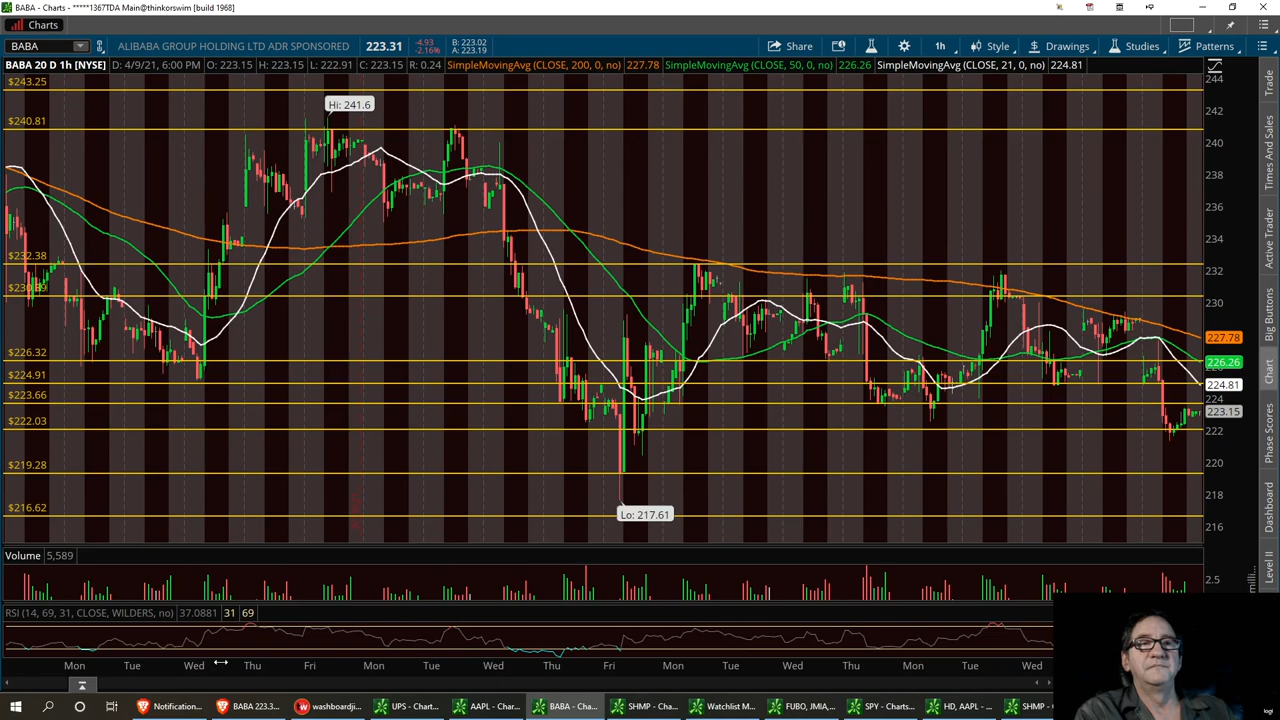 BABA - Charts - *****1367TDA Main@thinkorswim [build 1968]
Charts
BABA ALIBABA GROUP HOLDING LTD ADR SPONSORED 223.31 -4.93 -2.16% B: 223.02 A: 223.19 Share 1h Style Drawings Studies Patterns
BABA 20 D 1h [NYSE] D: 4/9/21, 6:00 PM O: 223.15 H: 223.15 L: 222.91 C: 223.15 R: 0.24 SimpleMovingAvg (CLOSE, 200, 0, no) 227.78 SimpleMovingAvg (CLOSE, 50, 0, no) 226.26 SimpleMovingAvg (CLOSE, 21, 0, no) 224.81
$243.25
$240.81
$232.38
$226.32
$224.91
$223.66
$222.03
$219.28
$216.62
Hi: 241.6
Lo: 217.61
244
242
240
238
236
234
232
230
227.78
226.26
224.81
224
223.15
222
220
218
216
Trade
Times And Sales
Active Trader
Big Buttons
Chart
Phase Scores
Dashboard
Level II
Volume 5,589
2.5
RSI (14, 69, 31, CLOSE, WILDERS, no) 37.0881 31 69
Mon Tue Wed Thu Fri Mon Tue Wed Thu Fri Mon Tue Wed Thu Mon Tue Wed
Notification... BABA 223.3... washboardji... UPS - Chart... AAPL - Char... BABA - Cha... SHMP - Cha... Watchlist M... FUBO, JMIA,... SPY - Charts... HD, AAPL - ... SHMP -
logi